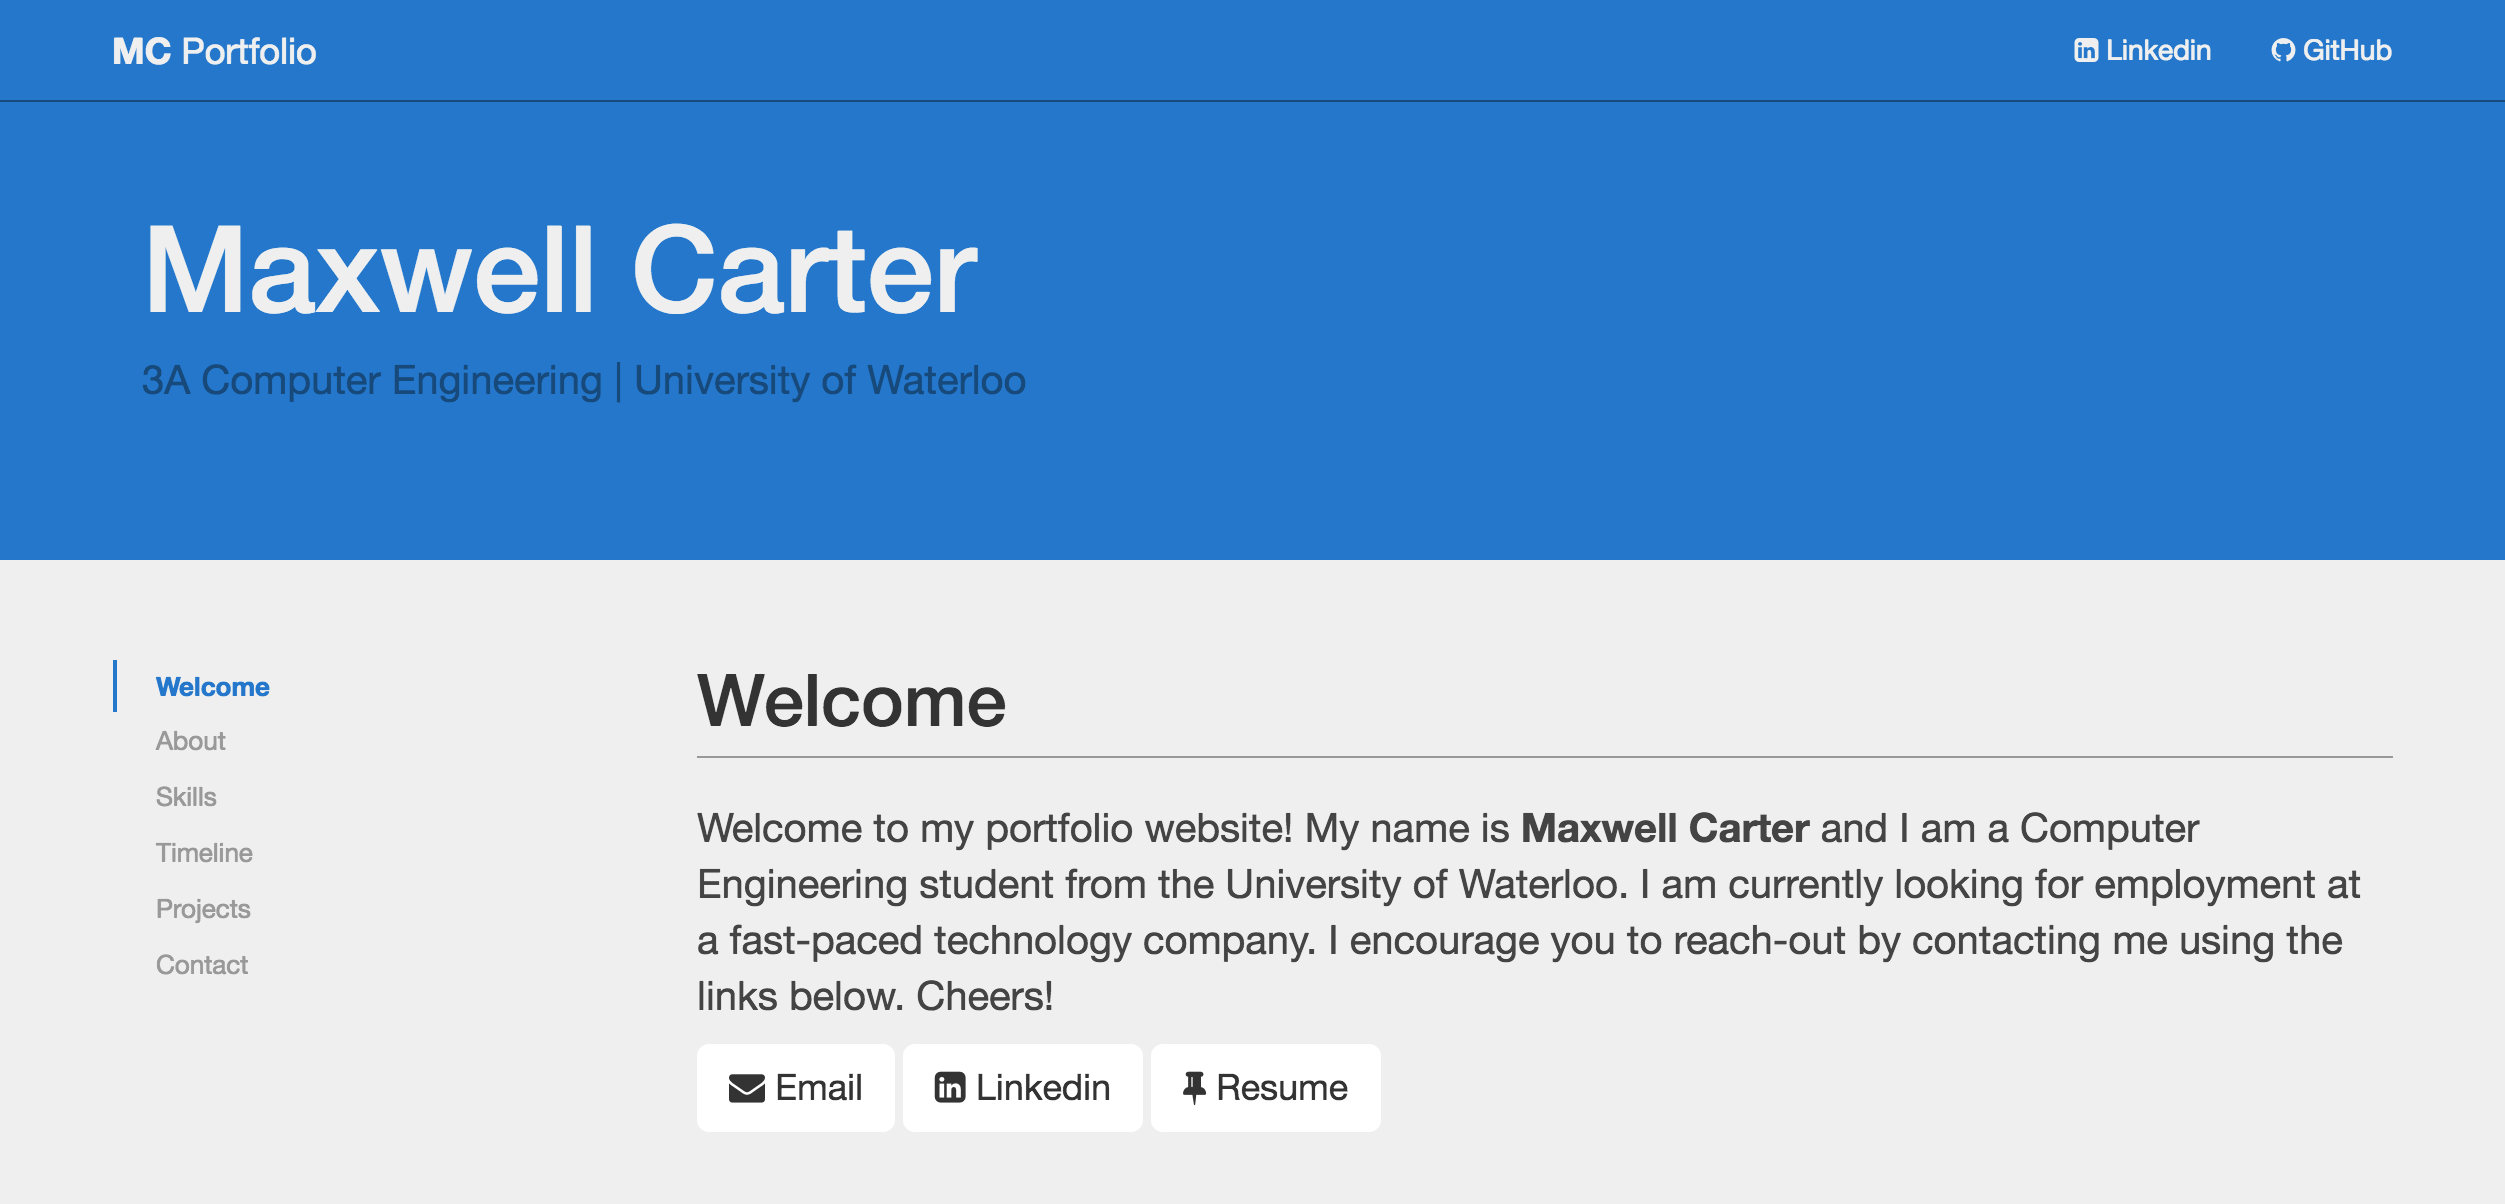 MC Portfolio
Linkedin
GitHub
Maxwell Carter
3A Computer Engineering | University of Waterloo
Welcome
About
Skills
Timeline
Projects
Contact
Welcome
Welcome to my portfolio website! My name is Maxwell Carter and I am a Computer
Engineering student from the University of Waterloo. I am currently looking for employment at
a fast-paced technology company. I encourage you to reach-out by contacting me using the
links below. Cheers!
Email
Linkedin
Resume